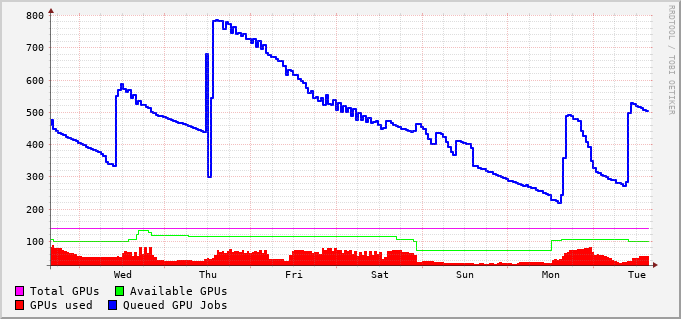 RRDTOOL / TOBI OETIKER
800
700
600
500
400
300
200
100
Wed Thu Fri Sat Sun Mon Tue
Total GPUs Available GPUs
GPUs used Queued GPU Jobs